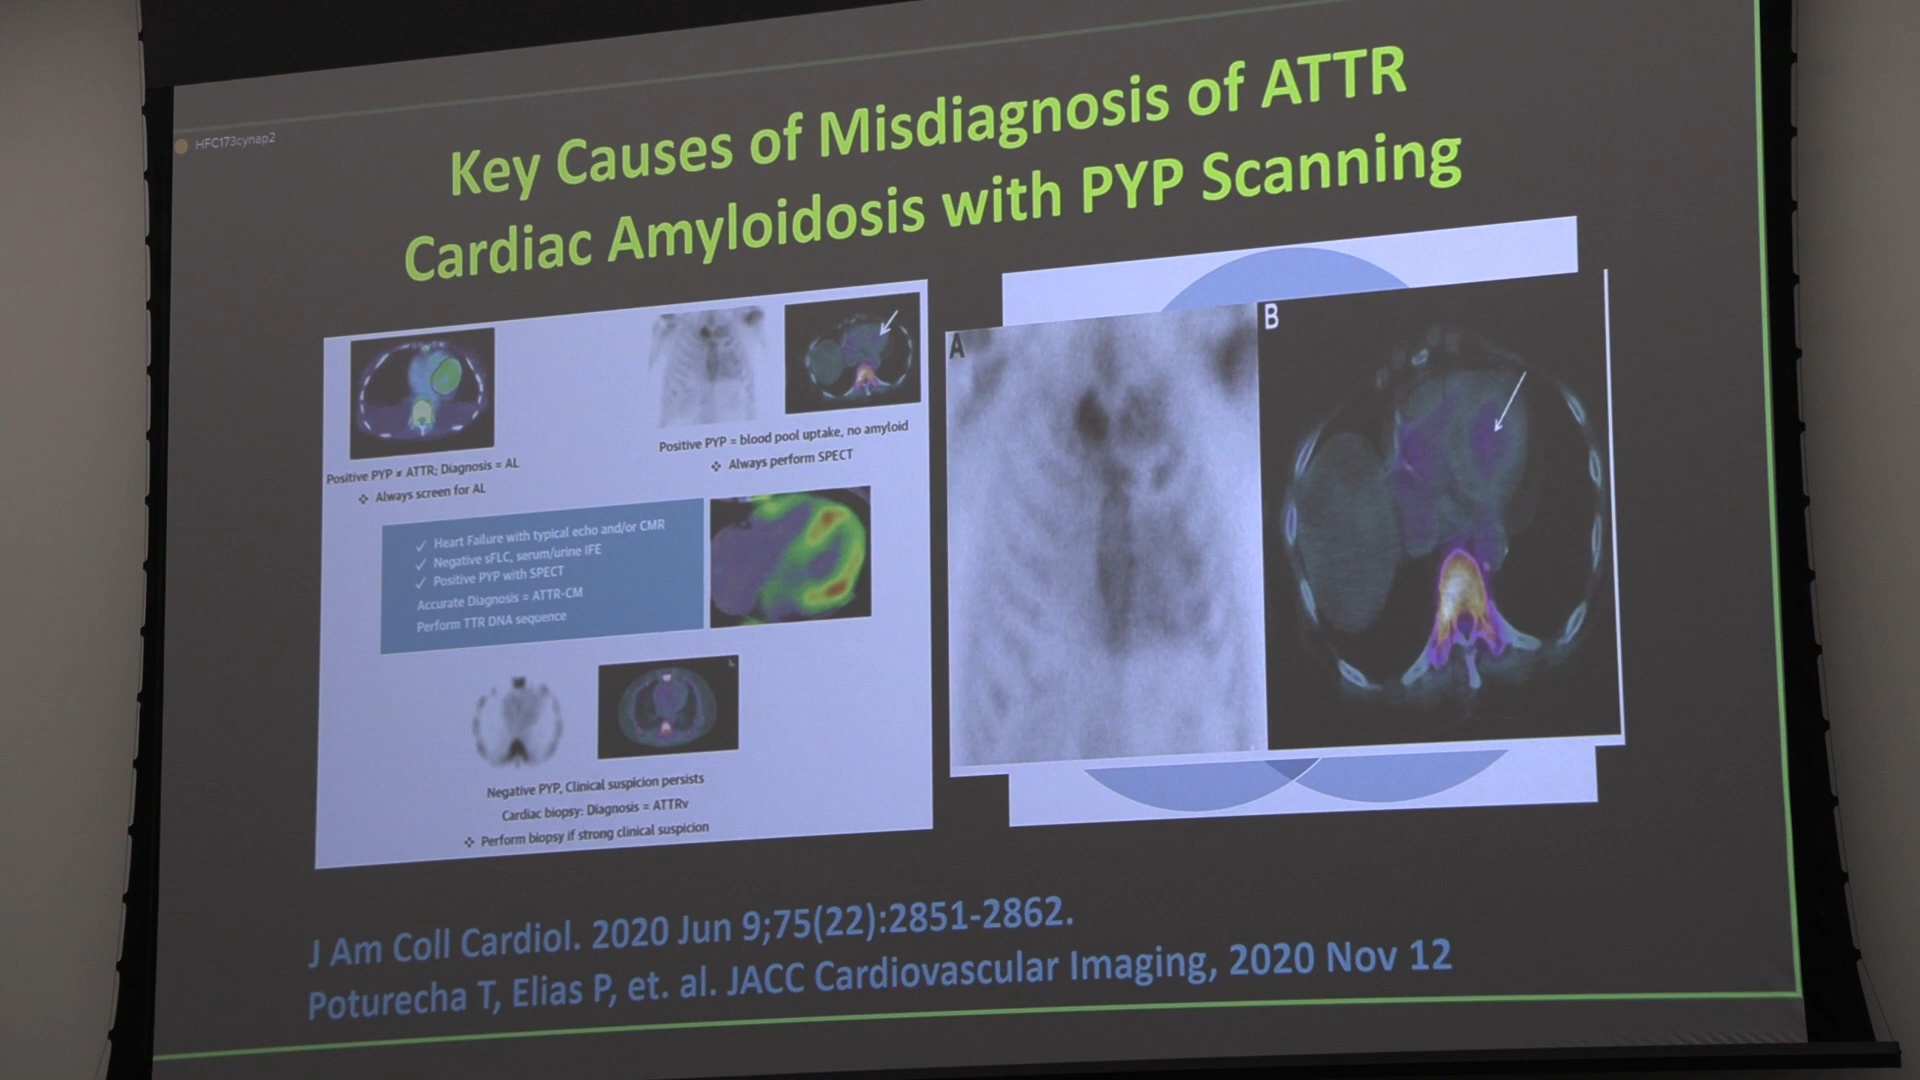 HFC173cynap2
Key Causes of Misdiagnosis of ATTR
Cardiac Amyloidosis with PYP Scanning
Positive PYP ≠ ATTR; Diagnosis = AL
❖ Always screen for AL
Positive PYP = blood pool uptake, no amyloid
❖ Always perform SPECT
✓ Heart Failure with typical echo and/or CMR
✓ Negative sFLC, serum/urine IFE
✓ Positive PYP with SPECT
Accurate Diagnosis = ATTR-CM
Perform TTR DNA sequence
Negative PYP, Clinical suspicion persists
Cardiac biopsy: Diagnosis = ATTRv
❖ Perform biopsy if strong clinical suspicion
A
B
J Am Coll Cardiol. 2020 Jun 9;75(22):2851-2862.
Poturecha T, Elias P, et. al. JACC Cardiovascular Imaging, 2020 Nov 12